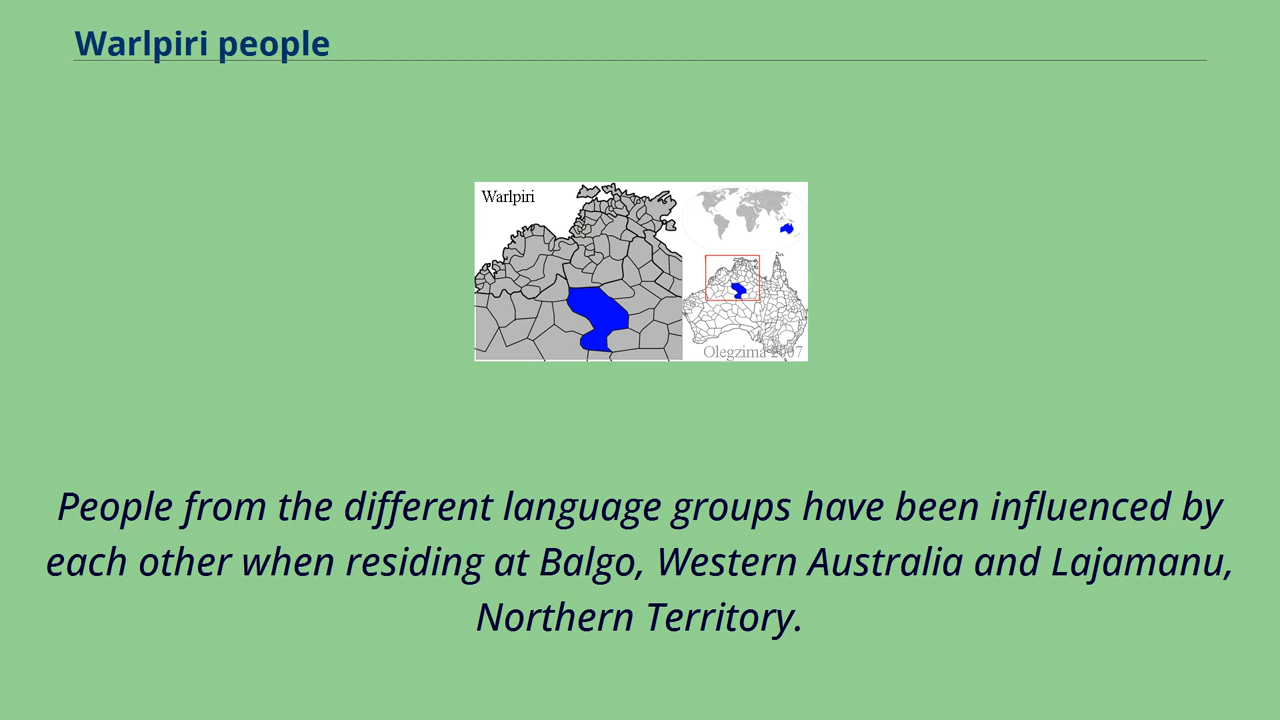 Warlpiri people
Warlpiri
Olegzima 2007
People from the different language groups have been influenced by
each other when residing at Balgo, Western Australia and Lajamanu,
Northern Territory.